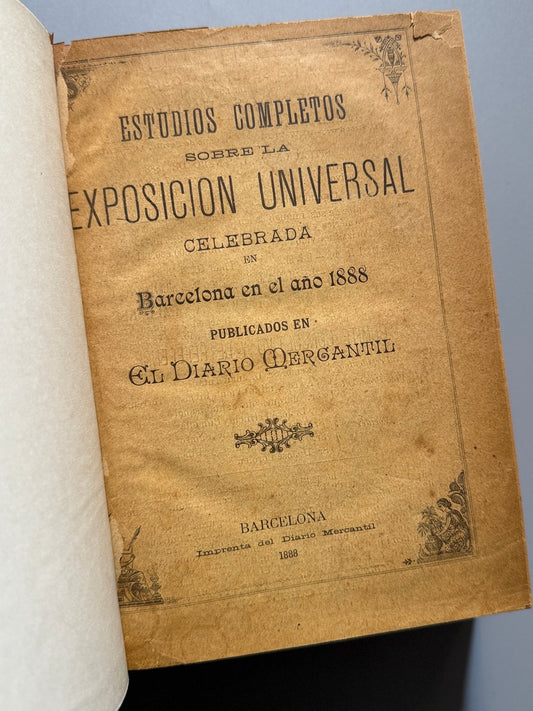 ESTUDIOS COMPLETOS
SOBRE LA
EXPOSICION UNIVERSAL
CELEBRADA
EN
Barcelona en el año 1888
PUBLICADOS EN
EL DIARIO MERCANTIL
BARCELONA
Imprenta del Diario Mercantil
1888